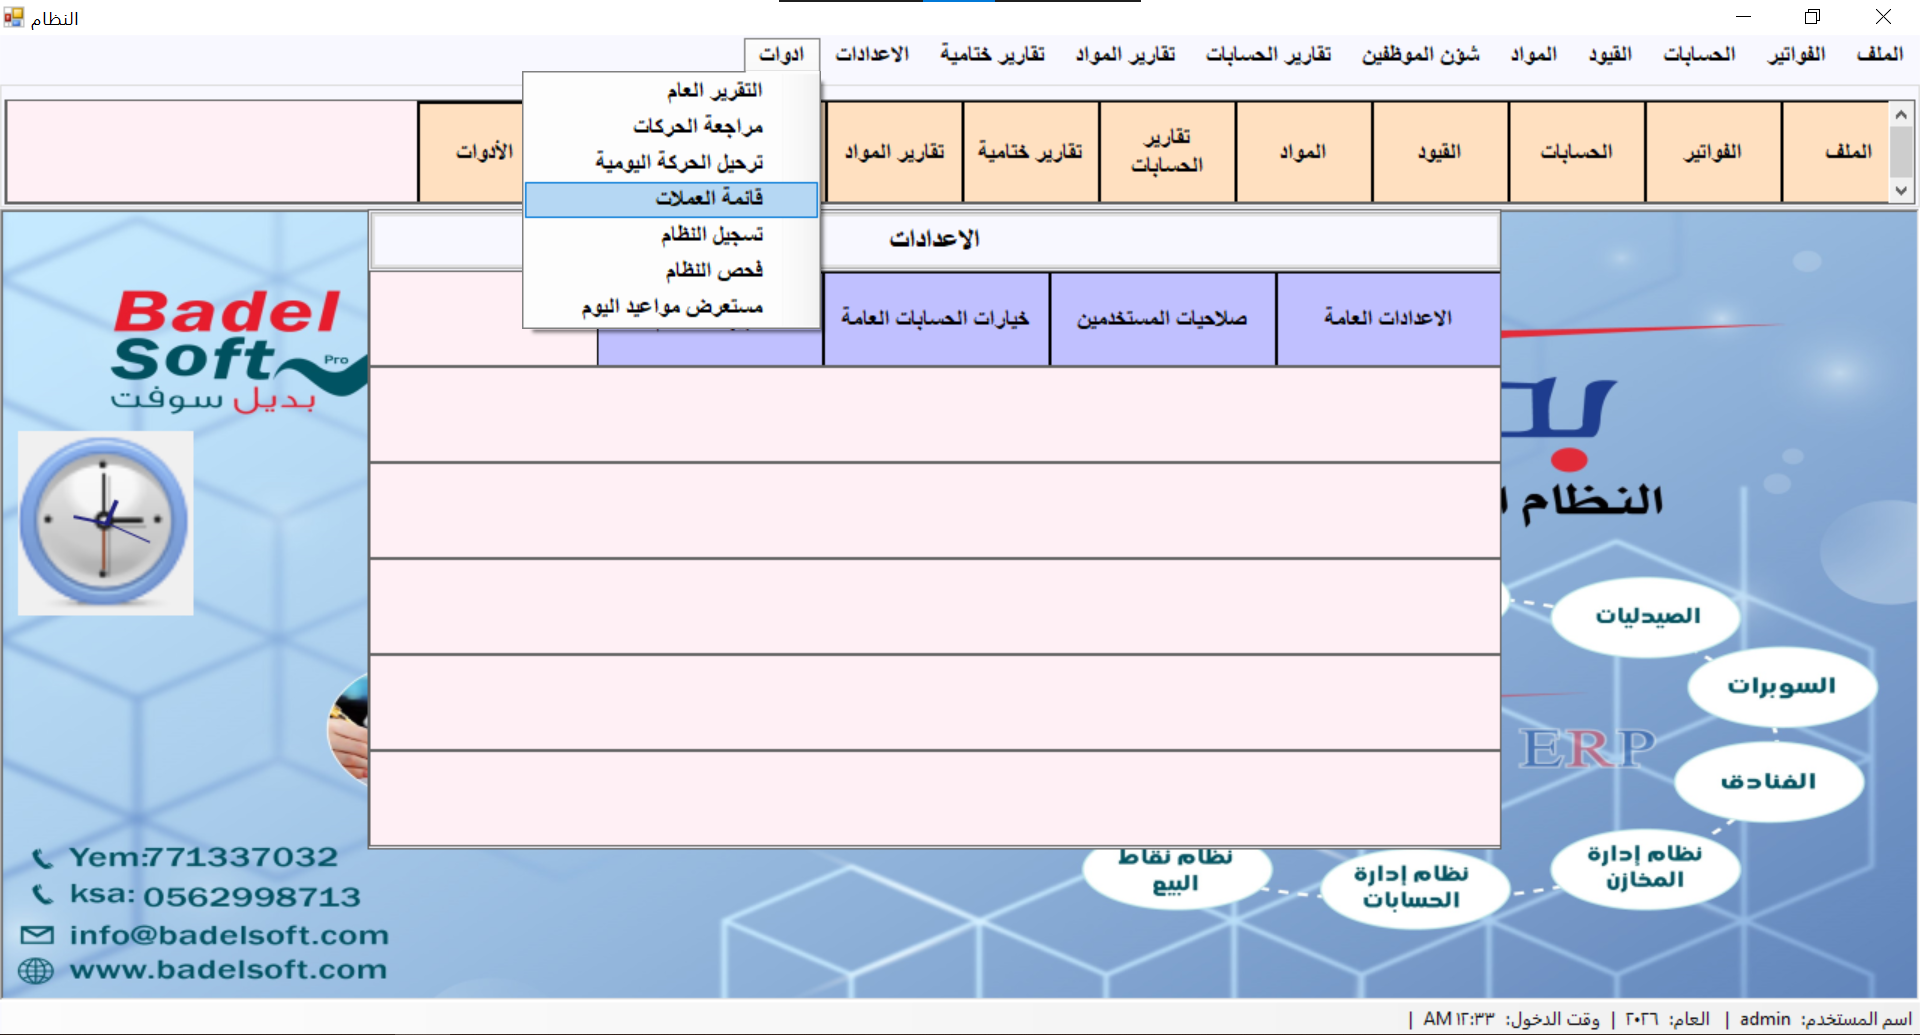 النظام
الملف
الفواتير
الحسابات
القيود
المواد
شؤن الموظفين
تقارير الحسابات
تقارير المواد
تقارير ختامية
الاعدادات
ادوات
التقرير العام
مراجعة الحركات
ترحيل الحركة اليومية
قائمة العملات
تسجيل النظام
فحص النظام
مستعرض مواعيد اليوم
الملف
الفواتير
الحسابات
القيود
المواد
تقارير
الحسابات
تقارير ختامية
تقارير المواد
الأدوات
الاعدادات
الاعدادات العامة
صلاحيات المستخدمين
خيارات الحسابات العامة
Badel
Soft
Pro
بديل سوفت
النظام
الصيدليات
السوبرات
ERP
الفنادق
نظام إدارة
المخازن
نظام إدارة
الحسابات
نظام نقاط
البيع
Yem:771337032
ksa: 0562998713
info@badelsoft.com
www.badelsoft.com
اسم المستخدم: admin | العام: ٢٠٢٦ | وقت الدخول: ١٢:٣٣ AM |